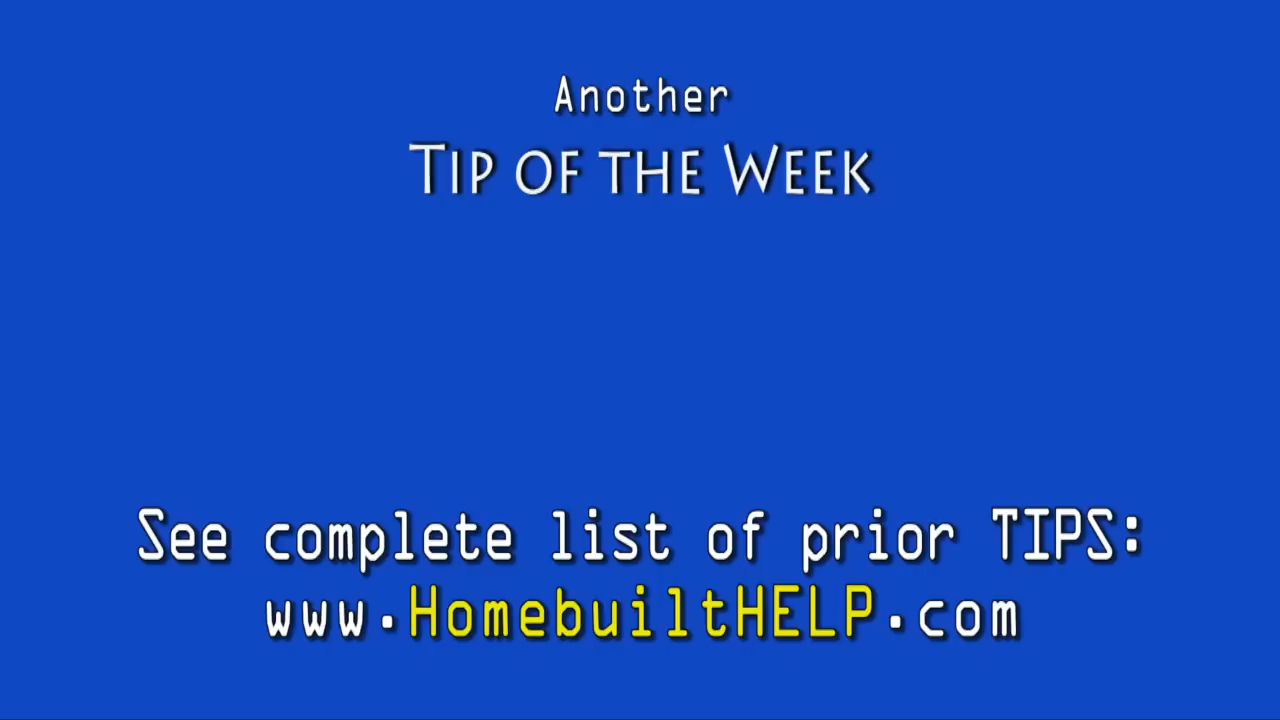 Another
Tip of the Week
See complete list of prior TIPS:
www.HomebuiltHELP.com